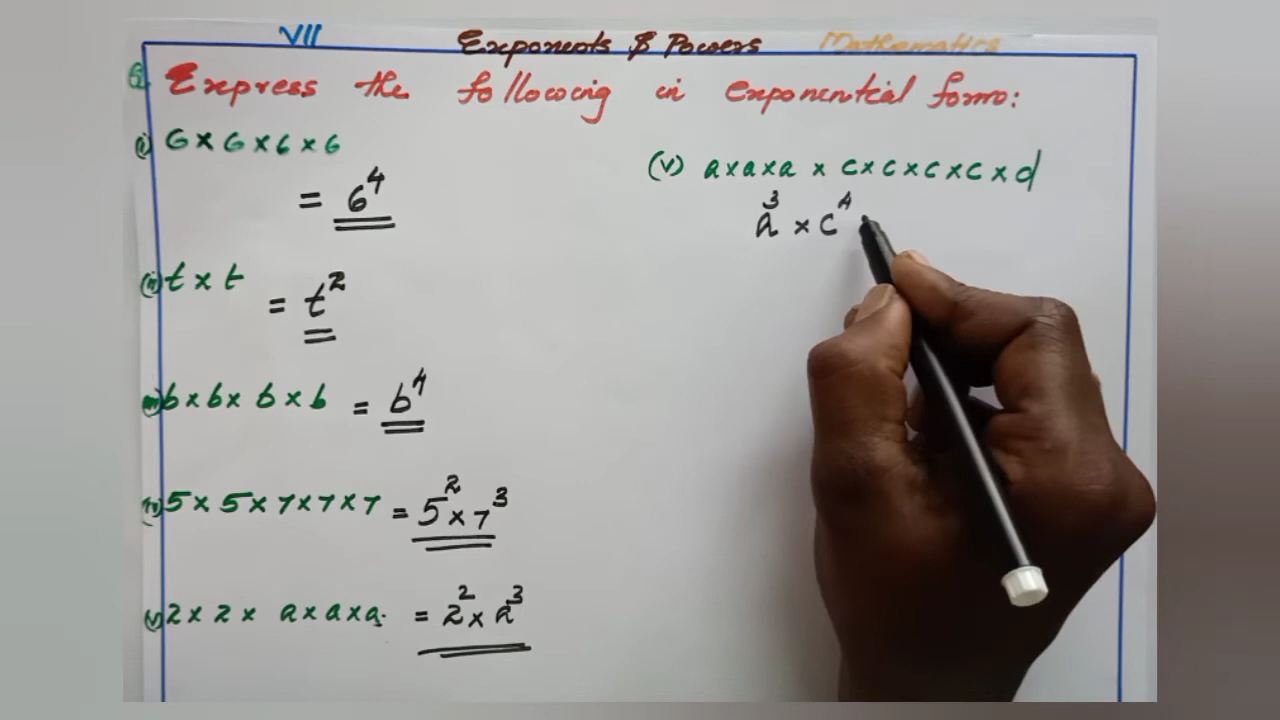 VII Exponents & Powers Mathematics
Q. Express the following in exponential form:
(i) 6 × 6 × 6 × 6
= 6⁴
(ii) t × t = t²
(iii) b × b × b × b = b⁴
(iv) 5 × 5 × 7 × 7 × 7 = 5² × 7³
(v) 2 × 2 × a × a × a. = 2² × a³
(v) a × a × a × c × c × c × c × d
a³ × c⁴